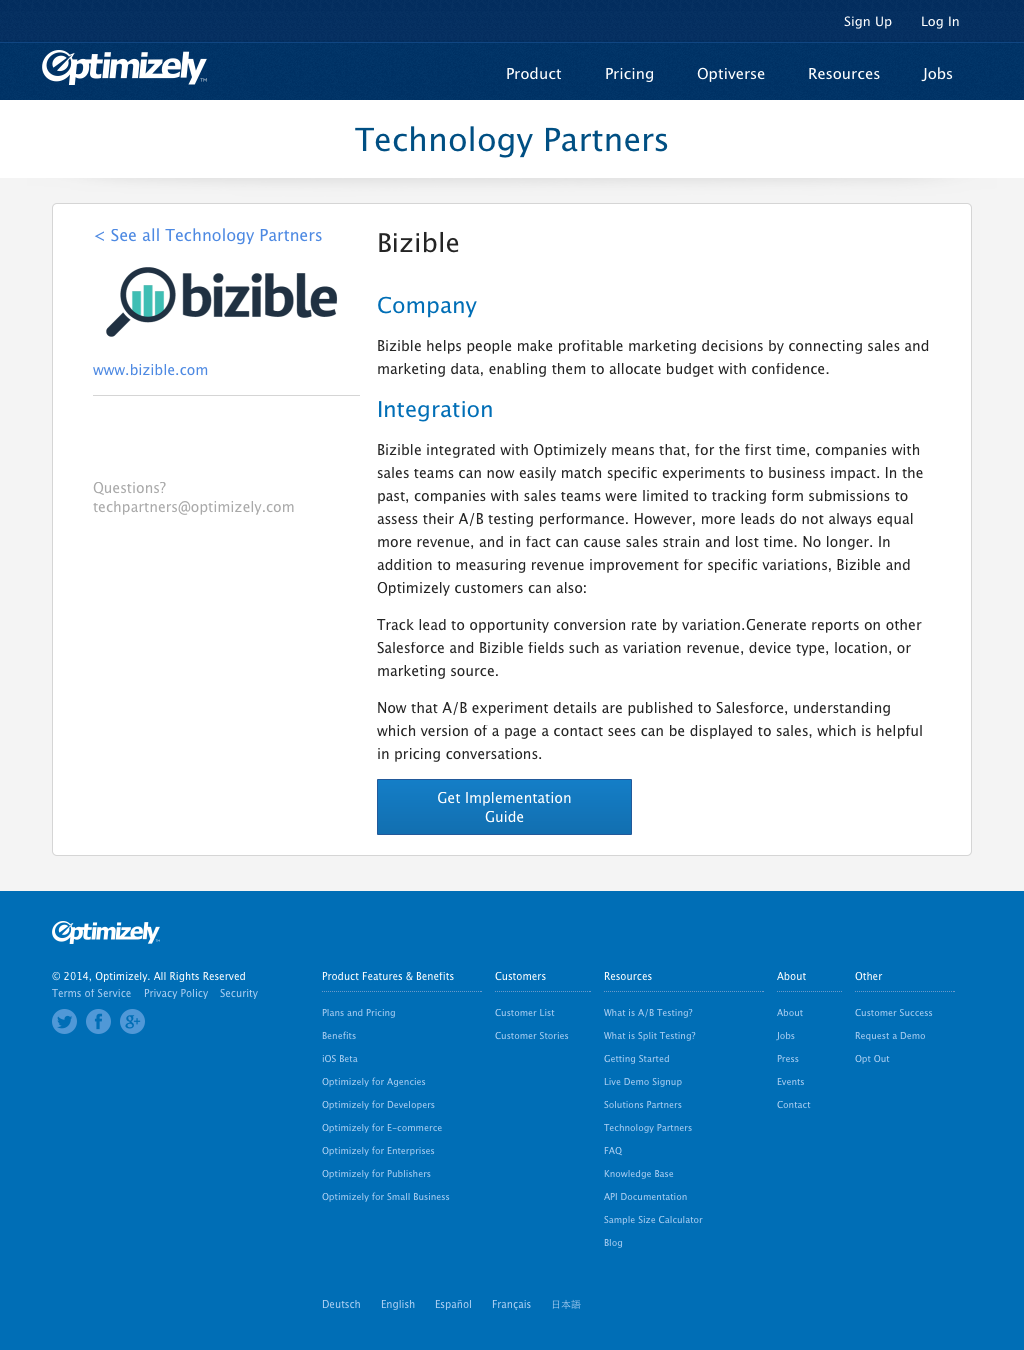 Sign Up Log In
Optimizely™
Product Pricing Optiverse Resources Jobs
Technology Partners
< See all Technology Partners
bizible
www.bizible.com
Questions?
techpartners@optimizely.com
Bizible
Company
Bizible helps people make profitable marketing decisions by connecting sales and
marketing data, enabling them to allocate budget with confidence.
Integration
Bizible integrated with Optimizely means that, for the first time, companies with
sales teams can now easily match specific experiments to business impact. In the
past, companies with sales teams were limited to tracking form submissions to
assess their A/B testing performance. However, more leads do not always equal
more revenue, and in fact can cause sales strain and lost time. No longer. In
addition to measuring revenue improvement for specific variations, Bizible and
Optimizely customers can also:
Track lead to opportunity conversion rate by variation.Generate reports on other
Salesforce and Bizible fields such as variation revenue, device type, location, or
marketing source.
Now that A/B experiment details are published to Salesforce, understanding
which version of a page a contact sees can be displayed to sales, which is helpful
in pricing conversations.
Get Implementation
Guide
Optimizely
© 2014, Optimizely. All Rights Reserved
Terms of Service Privacy Policy Security
Product Features & Benefits
Plans and Pricing
Benefits
iOS Beta
Optimizely for Agencies
Optimizely for Developers
Optimizely for E-commerce
Optimizely for Enterprises
Optimizely for Publishers
Optimizely for Small Business
Customers
Customer List
Customer Stories
Resources
What is A/B Testing?
What is Split Testing?
Getting Started
Live Demo Signup
Solutions Partners
Technology Partners
FAQ
Knowledge Base
API Documentation
Sample Size Calculator
Blog
About
About
Jobs
Press
Events
Contact
Other
Customer Success
Request a Demo
Opt Out
Deutsch English Español Français 日本語